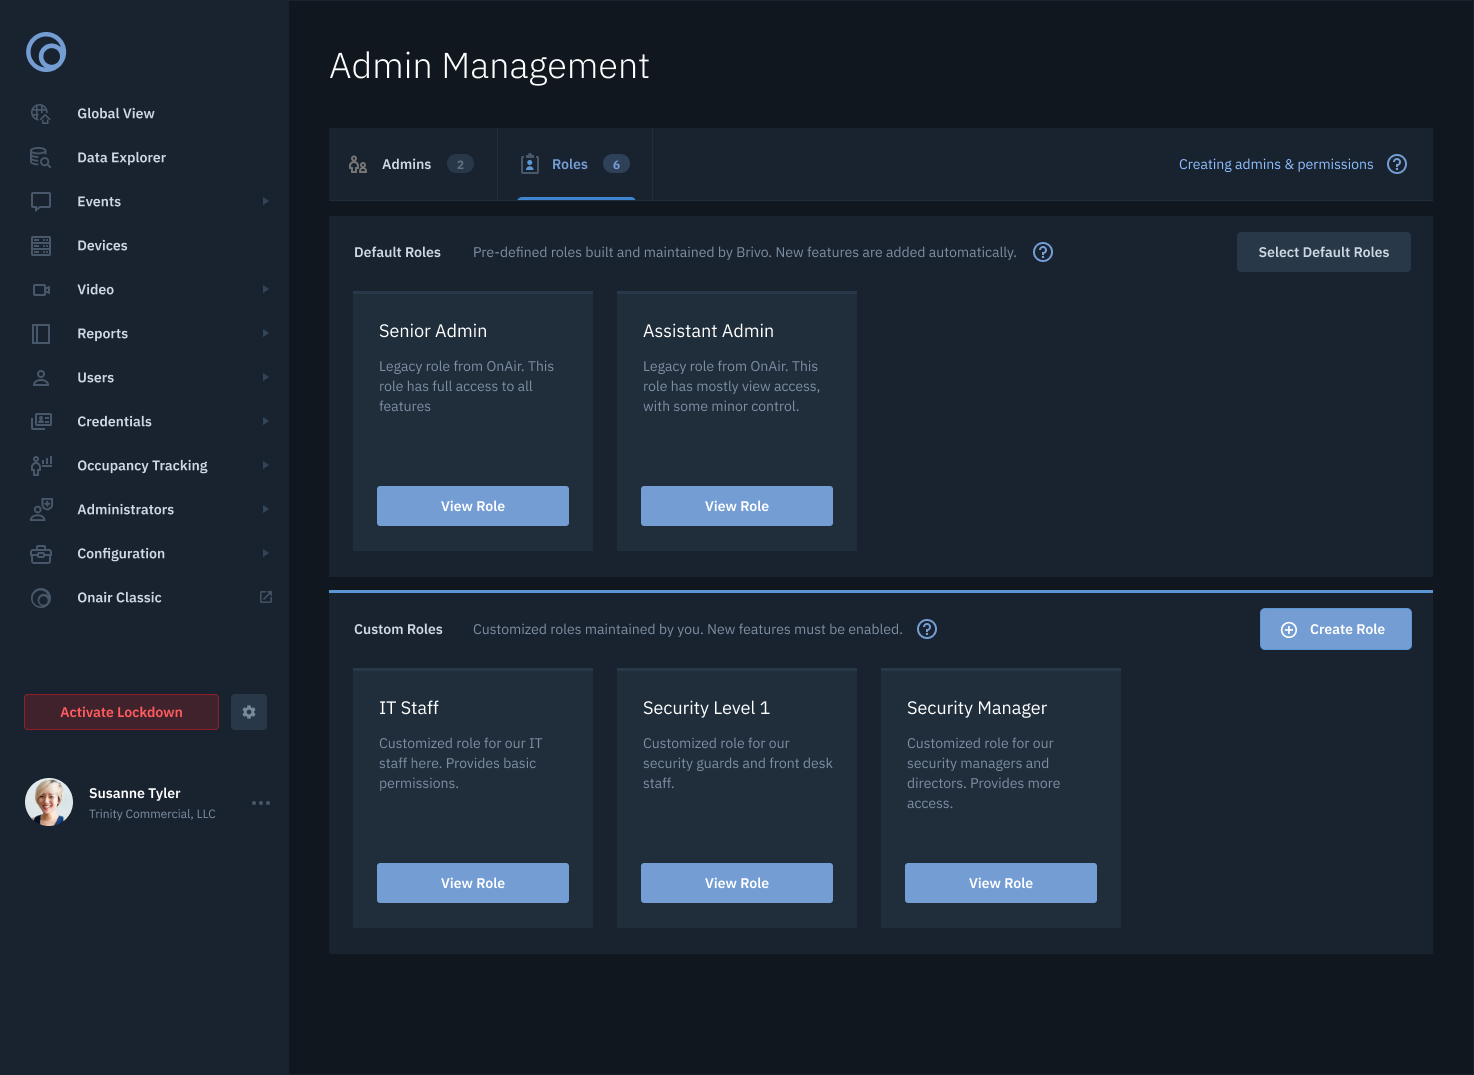 Admin Management
Global View
Data Explorer
Events
Devices
Video
Reports
Users
Credentials
Occupancy Tracking
Administrators
Configuration
Onair Classic
Activate Lockdown
Susanne Tyler
Trinity Commercial, LLC
Admins 2
Roles 6
Creating admins & permissions ?
Default Roles
Pre-defined roles built and maintained by Brivo. New features are added automatically. ?
Select Default Roles
Senior Admin
Legacy role from OnAir. This
role has full access to all
features
View Role
Assistant Admin
Legacy role from OnAir. This
role has mostly view access,
with some minor control.
View Role
Custom Roles
Customized roles maintained by you. New features must be enabled. ?
Create Role
IT Staff
Customized role for our IT
staff here. Provides basic
permissions.
View Role
Security Level 1
Customized role for our
security guards and front desk
staff.
View Role
Security Manager
Customized role for our
security managers and
directors. Provides more
access.
View Role